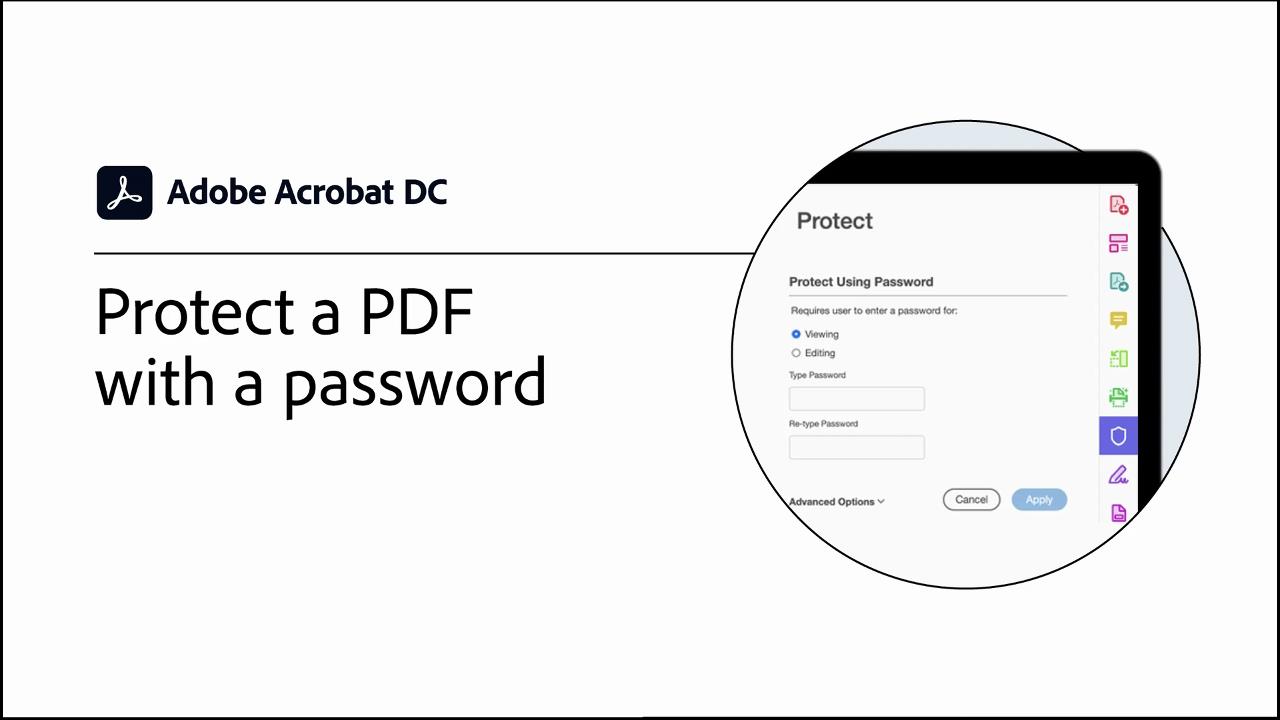 Adobe Acrobat DC
Protect a PDF
with a password
Protect
Protect Using Password
Requires user to enter a password for:
Viewing
Editing
Type Password
Re-type Password
Advanced Options
Cancel
Apply